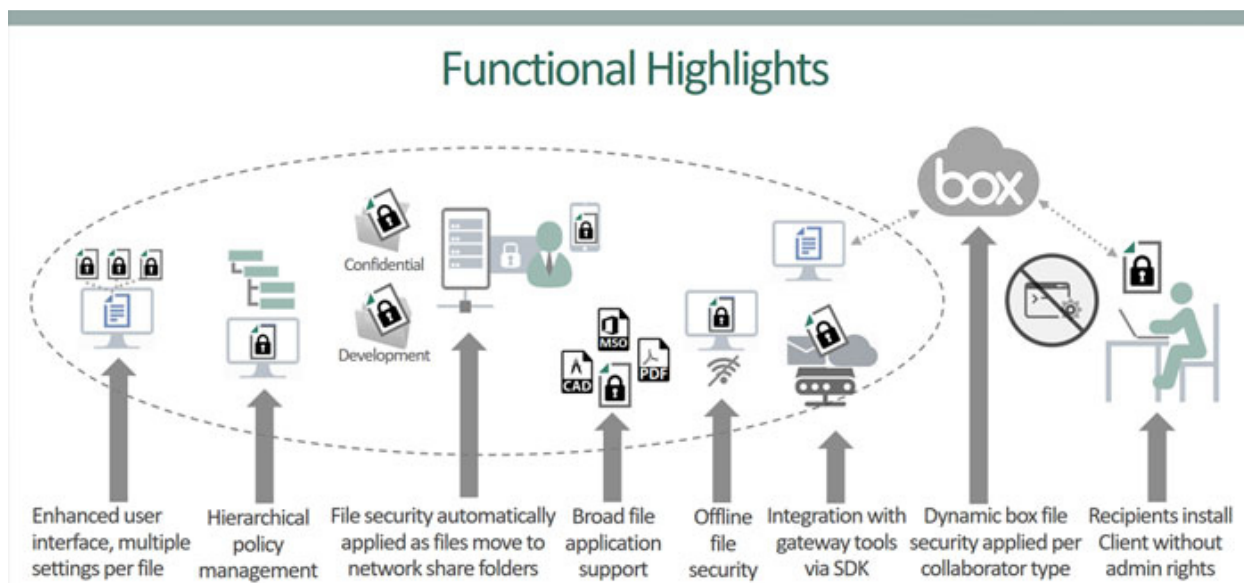 Functional Highlights
box
Confidential
Development
MSO
CAD
PDF
Enhanced user
interface, multiple
settings per file
Hierarchical
policy
management
File security automatically
applied as files move to
network share folders
Broad file
application
support
Offline
file
security
Integration with
gateway tools
via SDK
Dynamic box file
security applied per
collaborator type
Recipients install
Client without
admin rights